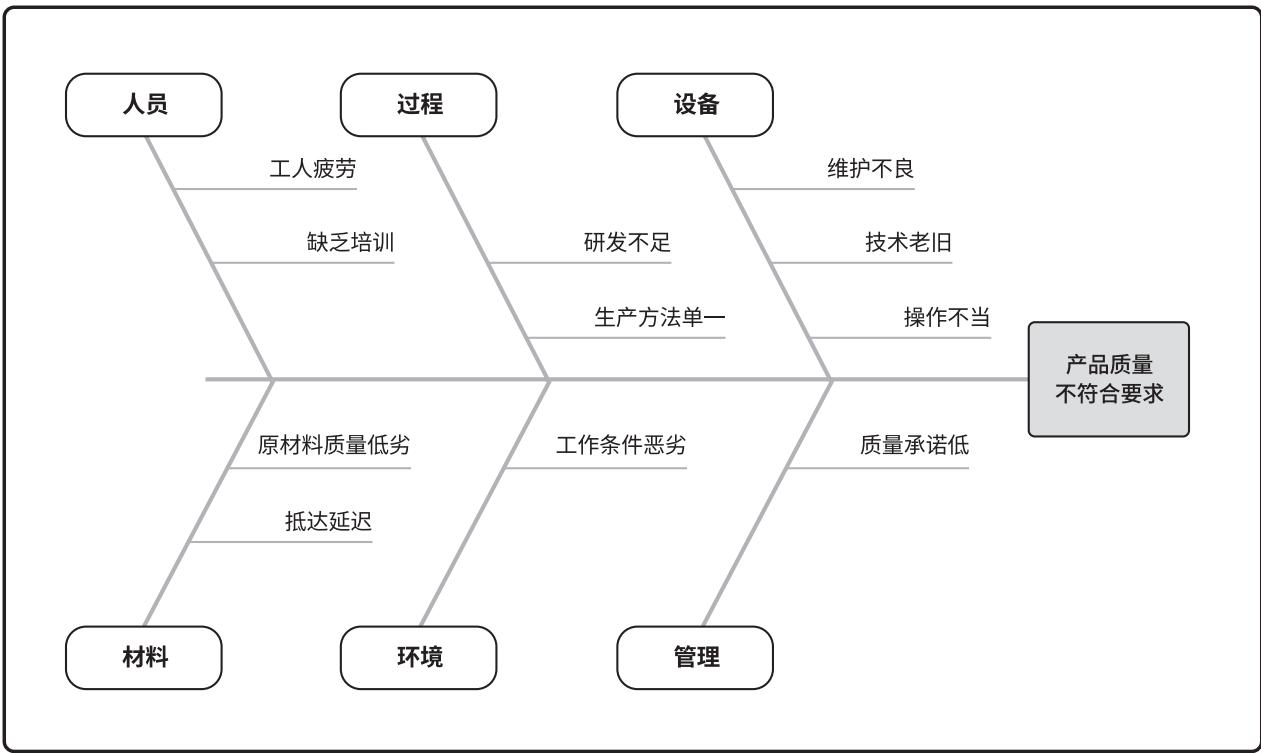 人员
过程
设备
工人疲劳
维护不良
缺乏培训
研发不足
技术老旧
生产方法单一
操作不当
产品质量
不符合要求
原材料质量低劣
工作条件恶劣
质量承诺低
抵达延迟
材料
环境
管理